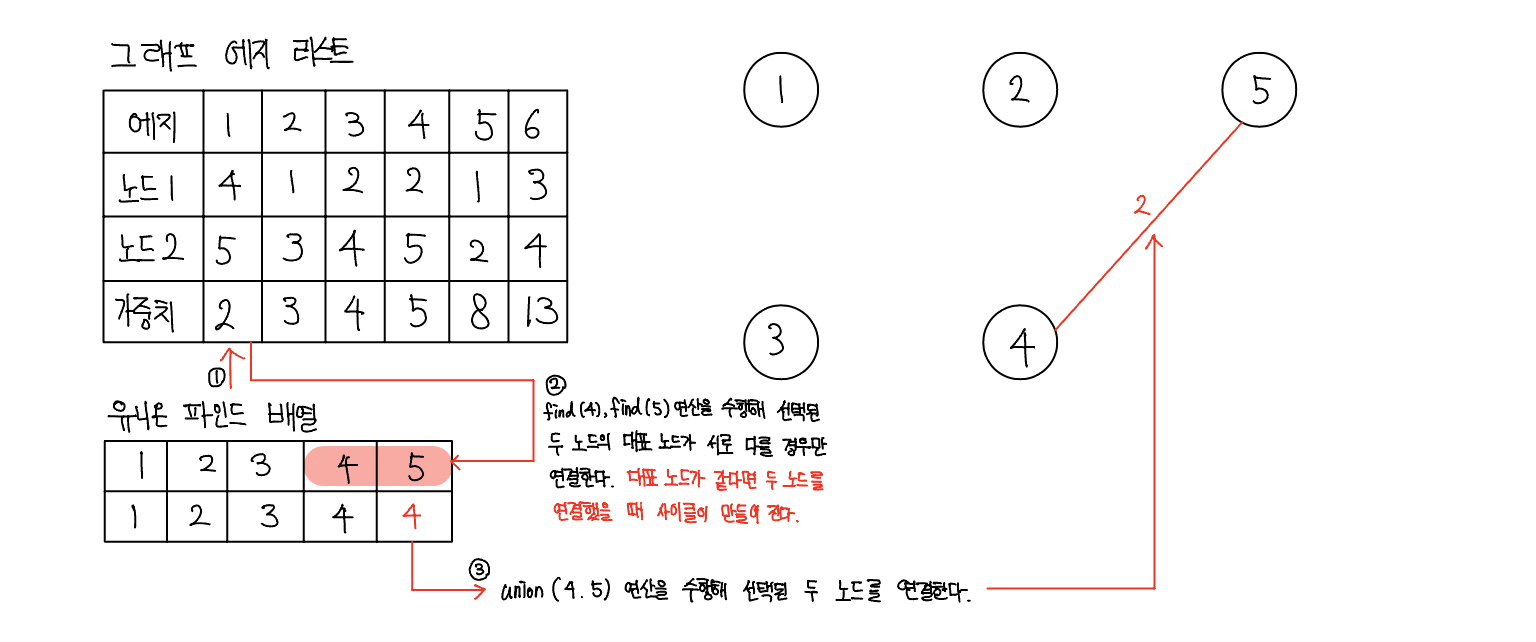 그래프 에지 리스트
에지 1 2 3 4 5 6
노드1 4 1 2 2 1 3
노드2 5 3 4 5 2 4
가중치 2 3 4 5 8 13
①
유니온 파인드 배열
1 2 3 4 5
1 2 3 4 4
②
find(4), find(5) 연산을 수행해 선택된
두 노드의 대표 노드가 서로 다를 경우만
연결한다. 대표 노드가 같다면 두 노드를
연결했을 때 사이클이 만들어 진다.
③
union (4.5) 연산을 수행해 선택된 두 노드를 연결한다.
1 2 5
2
3 4